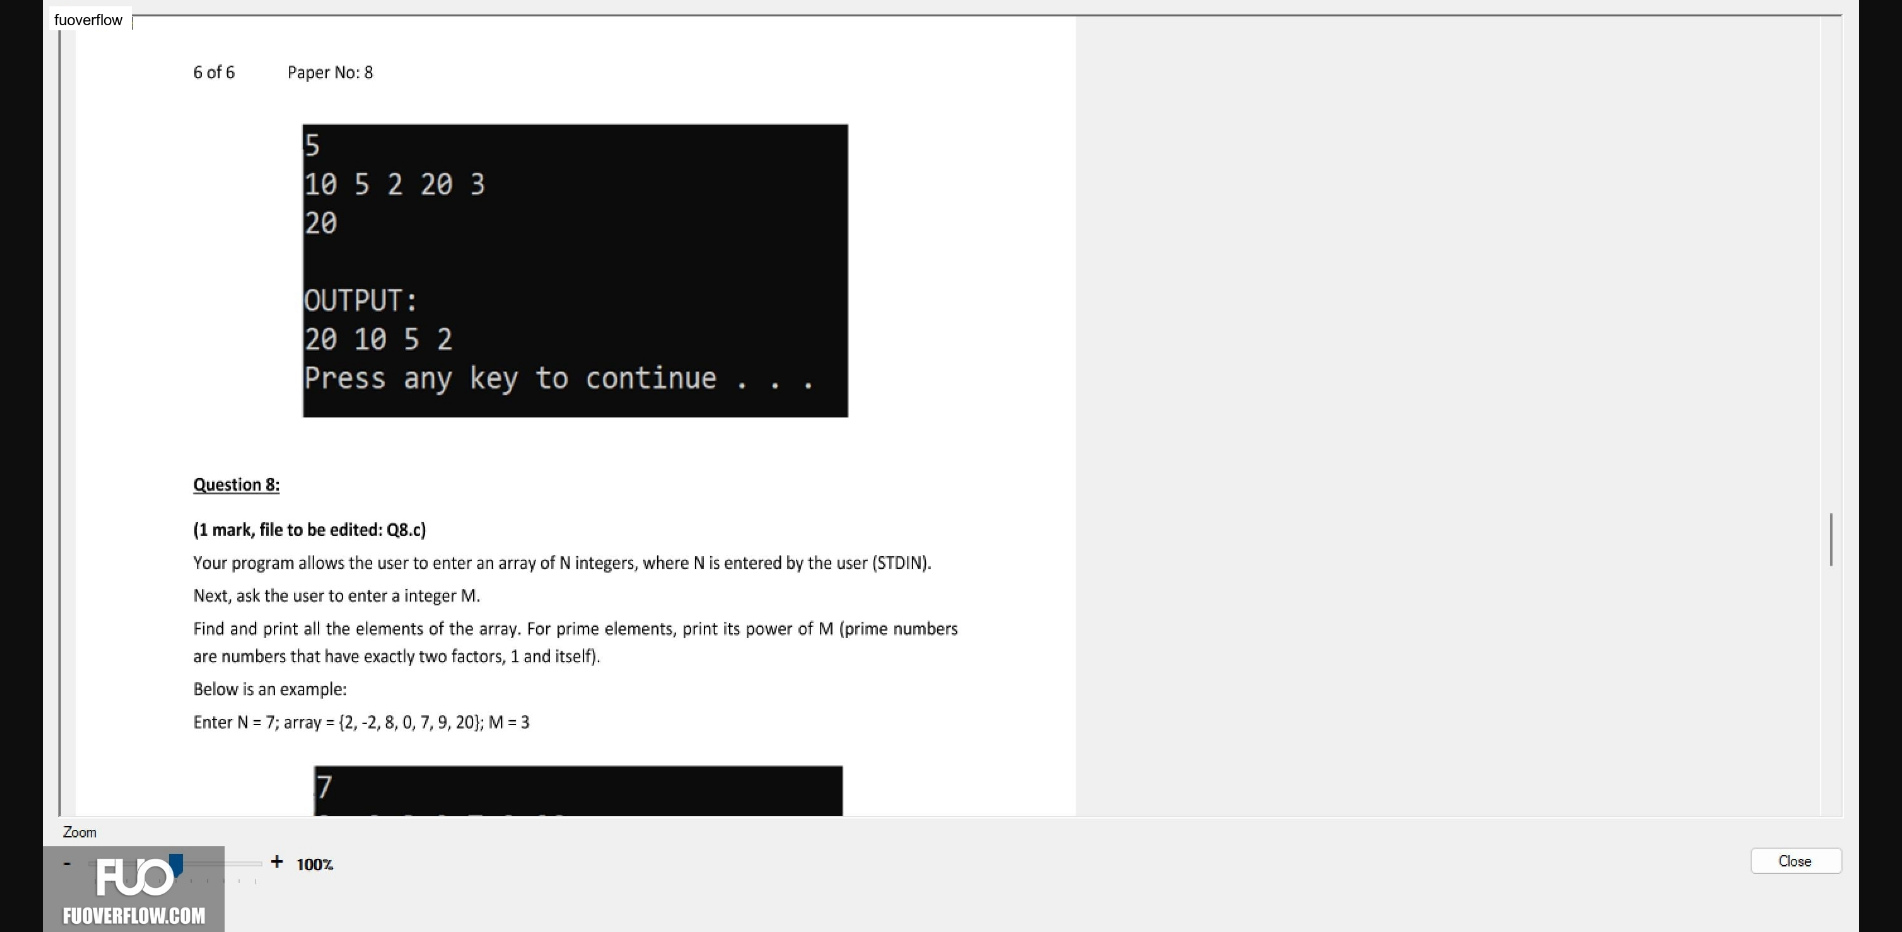 fuoverflow
6 of 6 Paper No: 8
5
10 5 2 20 3
20
OUTPUT:
20 10 5 2
Press any key to continue . . .
Question 8:
(1 mark, file to be edited: Q8.c)
Your program allows the user to enter an array of N integers, where N is entered by the user (STDIN).
Next, ask the user to enter a integer M.
Find and print all the elements of the array. For prime elements, print its power of M (prime numbers
are numbers that have exactly two factors, 1 and itself).
Below is an example:
Enter N = 7; array = {2, -2, 8, 0, 7, 9, 20}; M = 3
7
Zoom
- + 100%
Close
FUO
FUOVERFLOW.COM